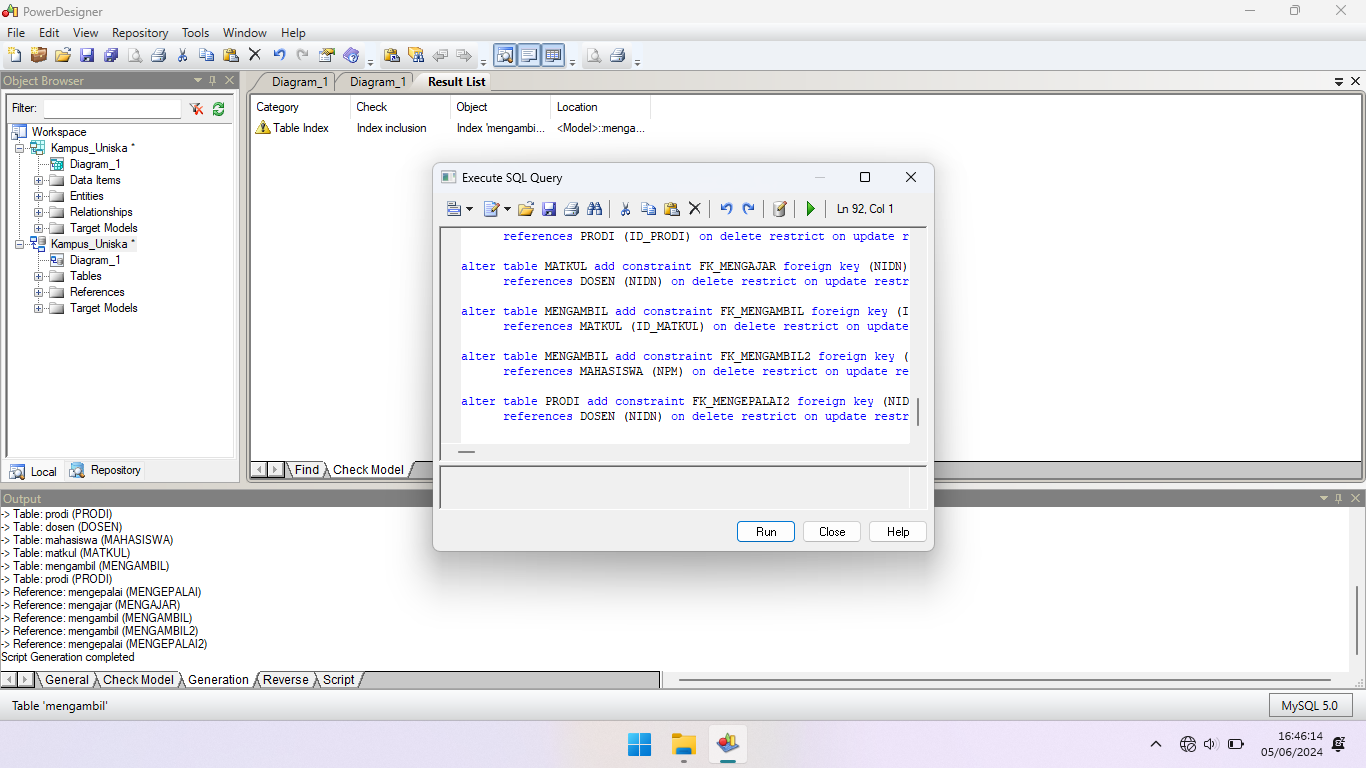 PowerDesigner
File Edit View Repository Tools Window Help
Object Browser
Filter:
Workspace
Kampus_Uniska *
Diagram_1
Data Items
Entities
Relationships
Target Models
Kampus_Uniska *
Diagram_1
Tables
References
Target Models
Local Repository
Diagram_1 Diagram_1 Result List
Category Check Object Location
Table Index Index inclusion Index 'mengambi... <Model>::menga...
Find Check Model
Execute SQL Query
Ln 92, Col 1
references PRODI (ID_PRODI) on delete restrict on update r
alter table MATKUL add constraint FK_MENGAJAR foreign key (NIDN)
references DOSEN (NIDN) on delete restrict on update restr
alter table MENGAMBIL add constraint FK_MENGAMBIL foreign key (I
references MATKUL (ID_MATKUL) on delete restrict on update
alter table MENGAMBIL add constraint FK_MENGAMBIL2 foreign key (
references MAHASISWA (NPM) on delete restrict on update re
alter table PRODI add constraint FK_MENGEPALAI2 foreign key (NID
references DOSEN (NIDN) on delete restrict on update restr
Run Close Help
Output
-> Table: prodi (PRODI)
-> Table: dosen (DOSEN)
-> Table: mahasiswa (MAHASISWA)
-> Table: matkul (MATKUL)
-> Table: mengambil (MENGAMBIL)
-> Table: prodi (PRODI)
-> Reference: mengepalai (MENGEPALAI)
-> Reference: mengajar (MENGAJAR)
-> Reference: mengambil (MENGAMBIL)
-> Reference: mengambil (MENGAMBIL2)
-> Reference: mengepalai (MENGEPALAI2)
Script Generation completed
General Check Model Generation Reverse Script
Table 'mengambil'
MySQL 5.0
16:46:14
05/06/2024